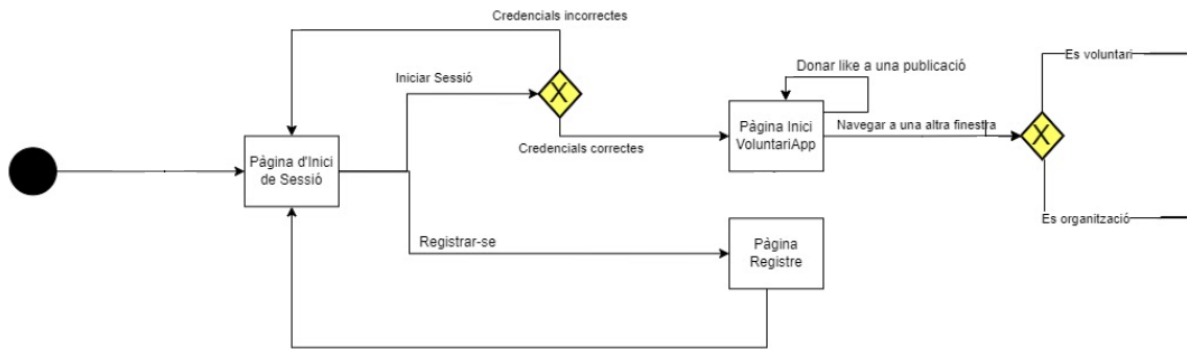 Credencials incorrectes
Iniciar Sessió
X
Credencials correctes
Pàgina d'Inici
de Sessió
Registrar-se
Pàgina
Registre
Pàgina Inici
VoluntariApp
Donar like a una publicació
Navegar a una altra finestra
X
Es voluntari
Es organització